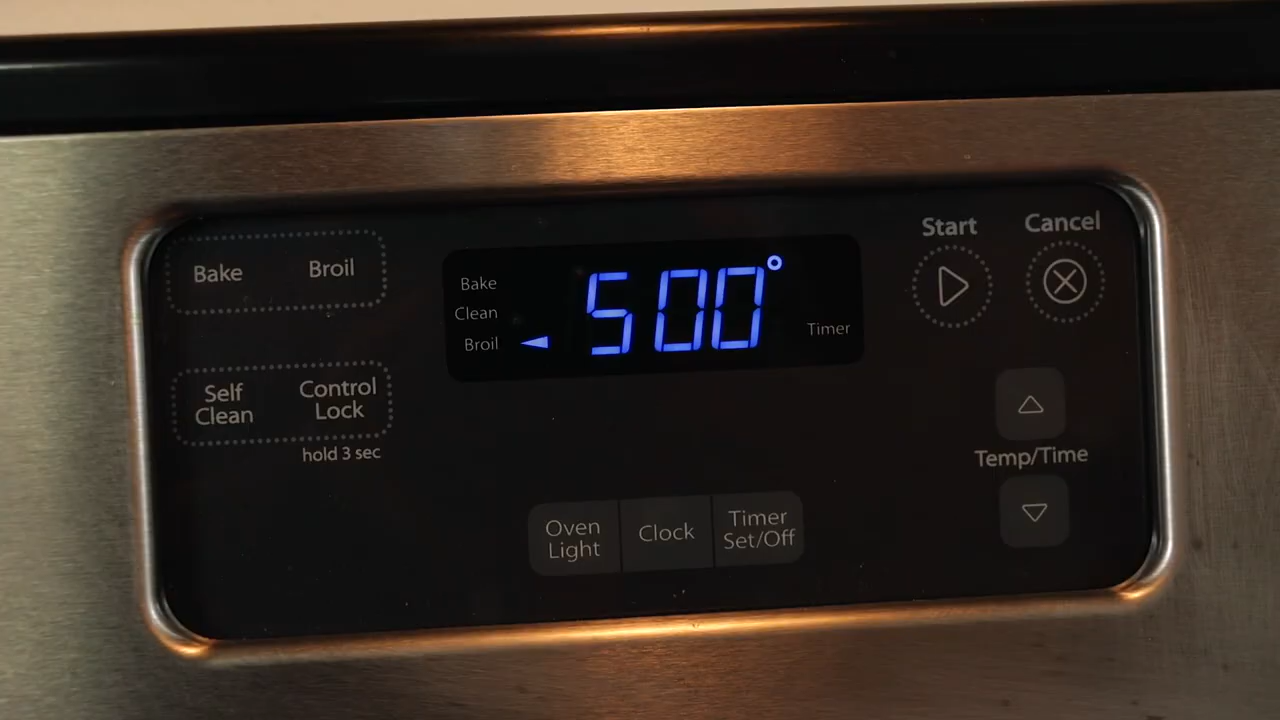 Bake Broil
Self Clean
Control Lock
hold 3 sec
Bake
Clean
Broil
500°
Timer
Start
Cancel
Temp/Time
Oven Light
Clock
Timer Set/Off